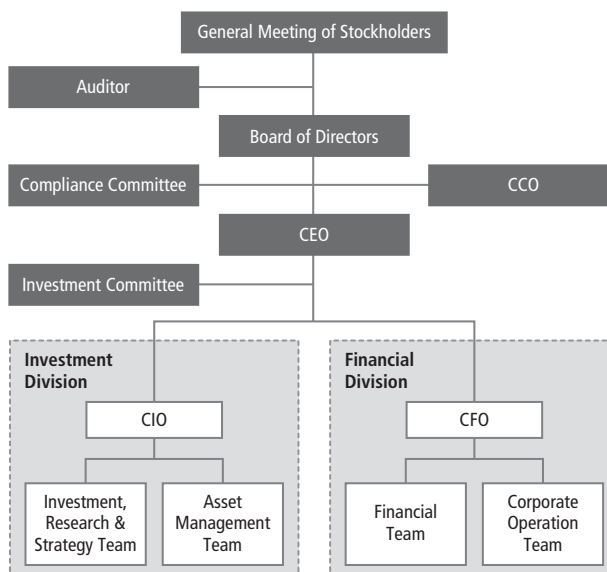 General Meeting of Stockholders
Auditor
Board of Directors
Compliance Committee
CCO
CEO
Investment Committee
Investment
Division
CIO
Investment,
Research &
Strategy Team
Asset
Management
Team
Financial
Division
CFO
Financial
Team
Corporate
Operation
Team